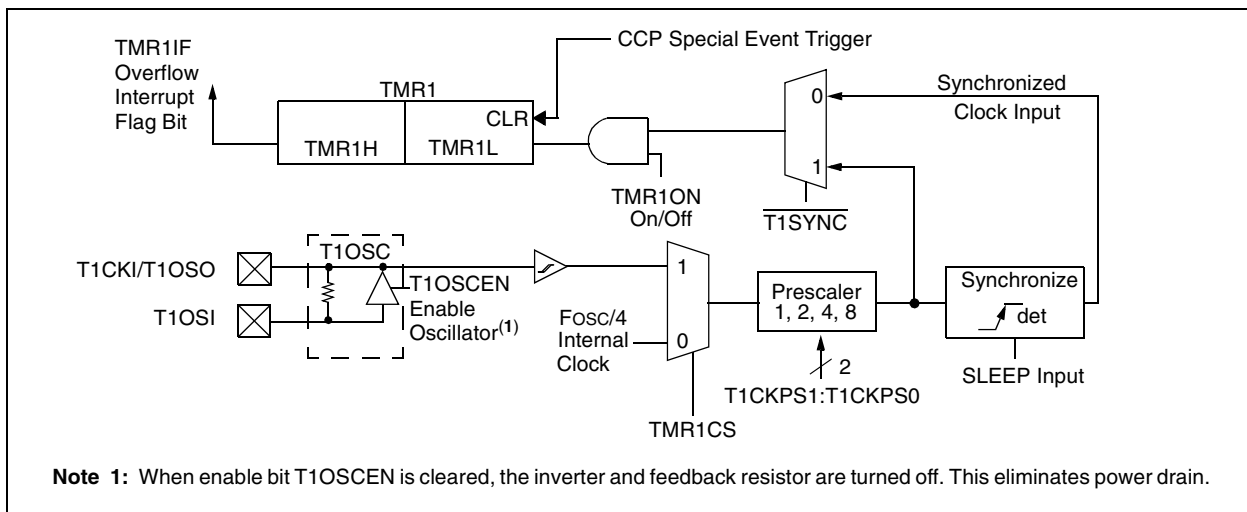 TMR1IF
Overflow
Interrupt
Flag Bit
CCP Special Event Trigger
TMR1
CLR
TMR1H
TMR1L
TMR1ON
On/Off
0
1
T1SYNC
Synchronized
Clock Input
T1CKI/T1OSO
T1OSI
T1OSC
T1OSCEN
Enable
Oscillator(1)
FOSC/4
Internal
Clock
1
0
TMR1CS
Prescaler
1, 2, 4, 8
2
T1CKPS1:T1CKPS0
Synchronize
det
SLEEP Input
Note 1: When enable bit T1OSCEN is cleared, the inverter and feedback resistor are turned off. This eliminates power drain.